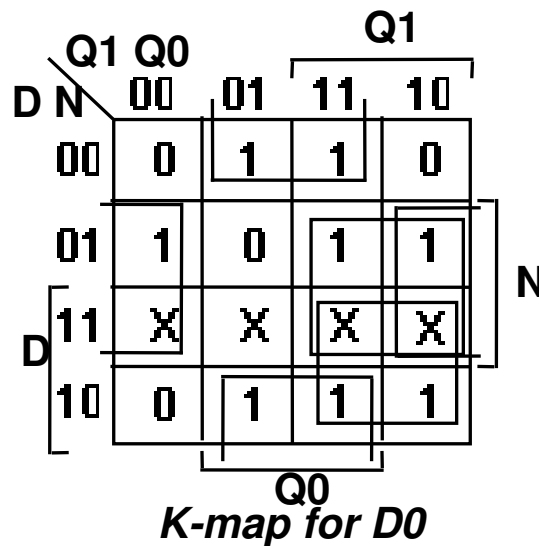 Q1
Q1 Q0
D N
00 01 11 10
00 0 1 1 0
01 1 0 1 1
N
D
11 X X X X
10 0 1 1 1
Q0
K-map for D0